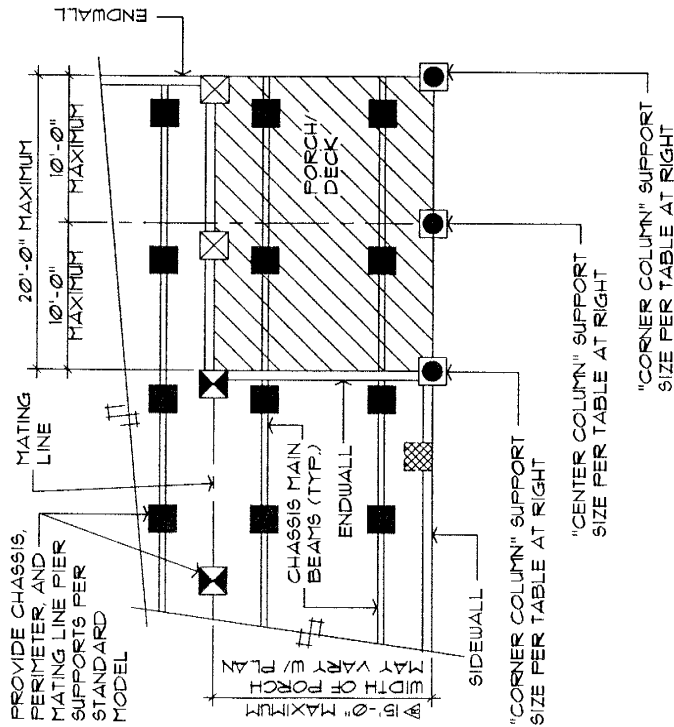 ENDWALL
20'-0" MAXIMUM
10'-0"
MAXIMUM
10'-0"
MAXIMUM
MATING
LINE
PROVIDE CHASSIS,
PERIMETER, AND
MATING LINE PIER
SUPPORTS PER
STANDARD
MODEL
PORCH/
DECK
CHASSIS MAIN
BEAMS (TYP.)
ENDWALL
15'-0" MAXIMUM
WIDTH OF PORCH
MAY VARY W/ PLAN
SIDEWALL
"CORNER COLUMN" SUPPORT
SIZE PER TABLE AT RIGHT
"CENTER COLUMN" SUPPORT
SIZE PER TABLE AT RIGHT
"CORNER COLUMN" SUPPORT
SIZE PER TABLE AT RIGHT